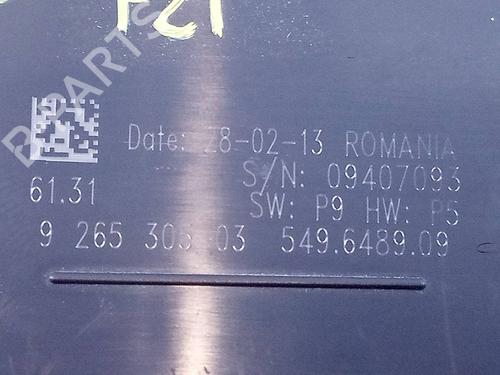 F21
B-PARTS
Date: 28-02-13 ROMANIA
S/N: 09407093
61.31
SW: P9 HW: P5
9 265 303 03 549.6489.09